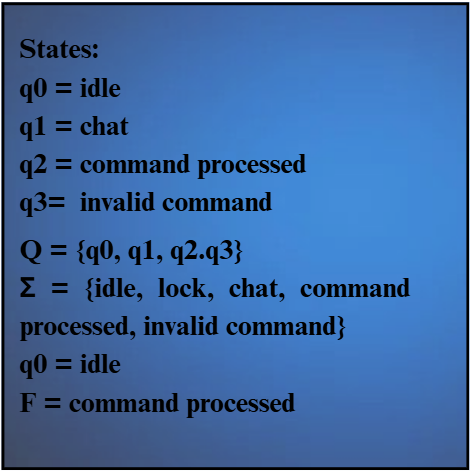 States:
q0 = idle
q1 = chat
q2 = command processed
q3=  invalid command
Q = {q0, q1, q2.q3}
Σ = {idle, lock, chat, command
processed, invalid command}
q0 = idle
F = command processed